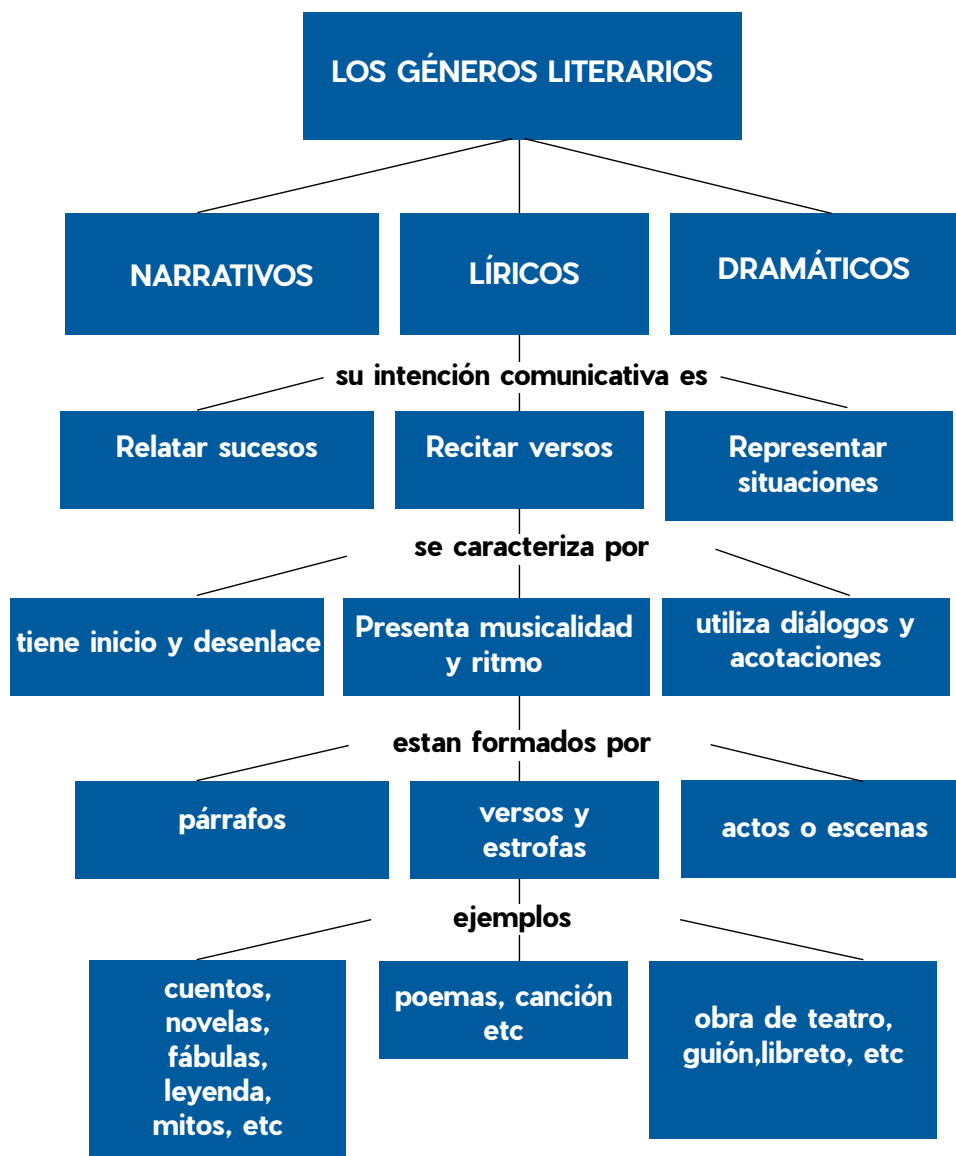 LOS GÉNEROS LITERARIOS
NARRATIVOS
LÍRICOS
DRAMÁTICOS
su intención comunicativa es
Relatar sucesos
Recitar versos
Representar
situaciones
se caracteriza por
tiene inicio y desenlace
Presenta musicalidad
y ritmo
utiliza diálogos y
acotaciones
estan formados por
párrafos
versos y
estrofas
actos o escenas
ejemplos
cuentos,
novelas,
fábulas,
leyenda,
mitos, etc
poemas, canción
etc
obra de teatro,
guión,libreto, etc